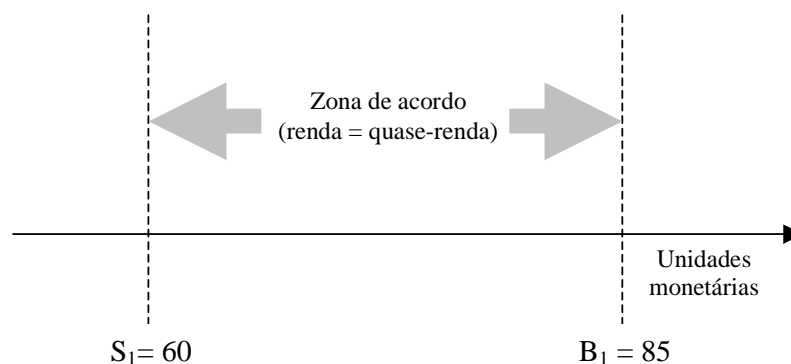 Zona de acordo
(renda = quase-renda)
Unidades
monetárias
S₁= 60
B₁ = 85